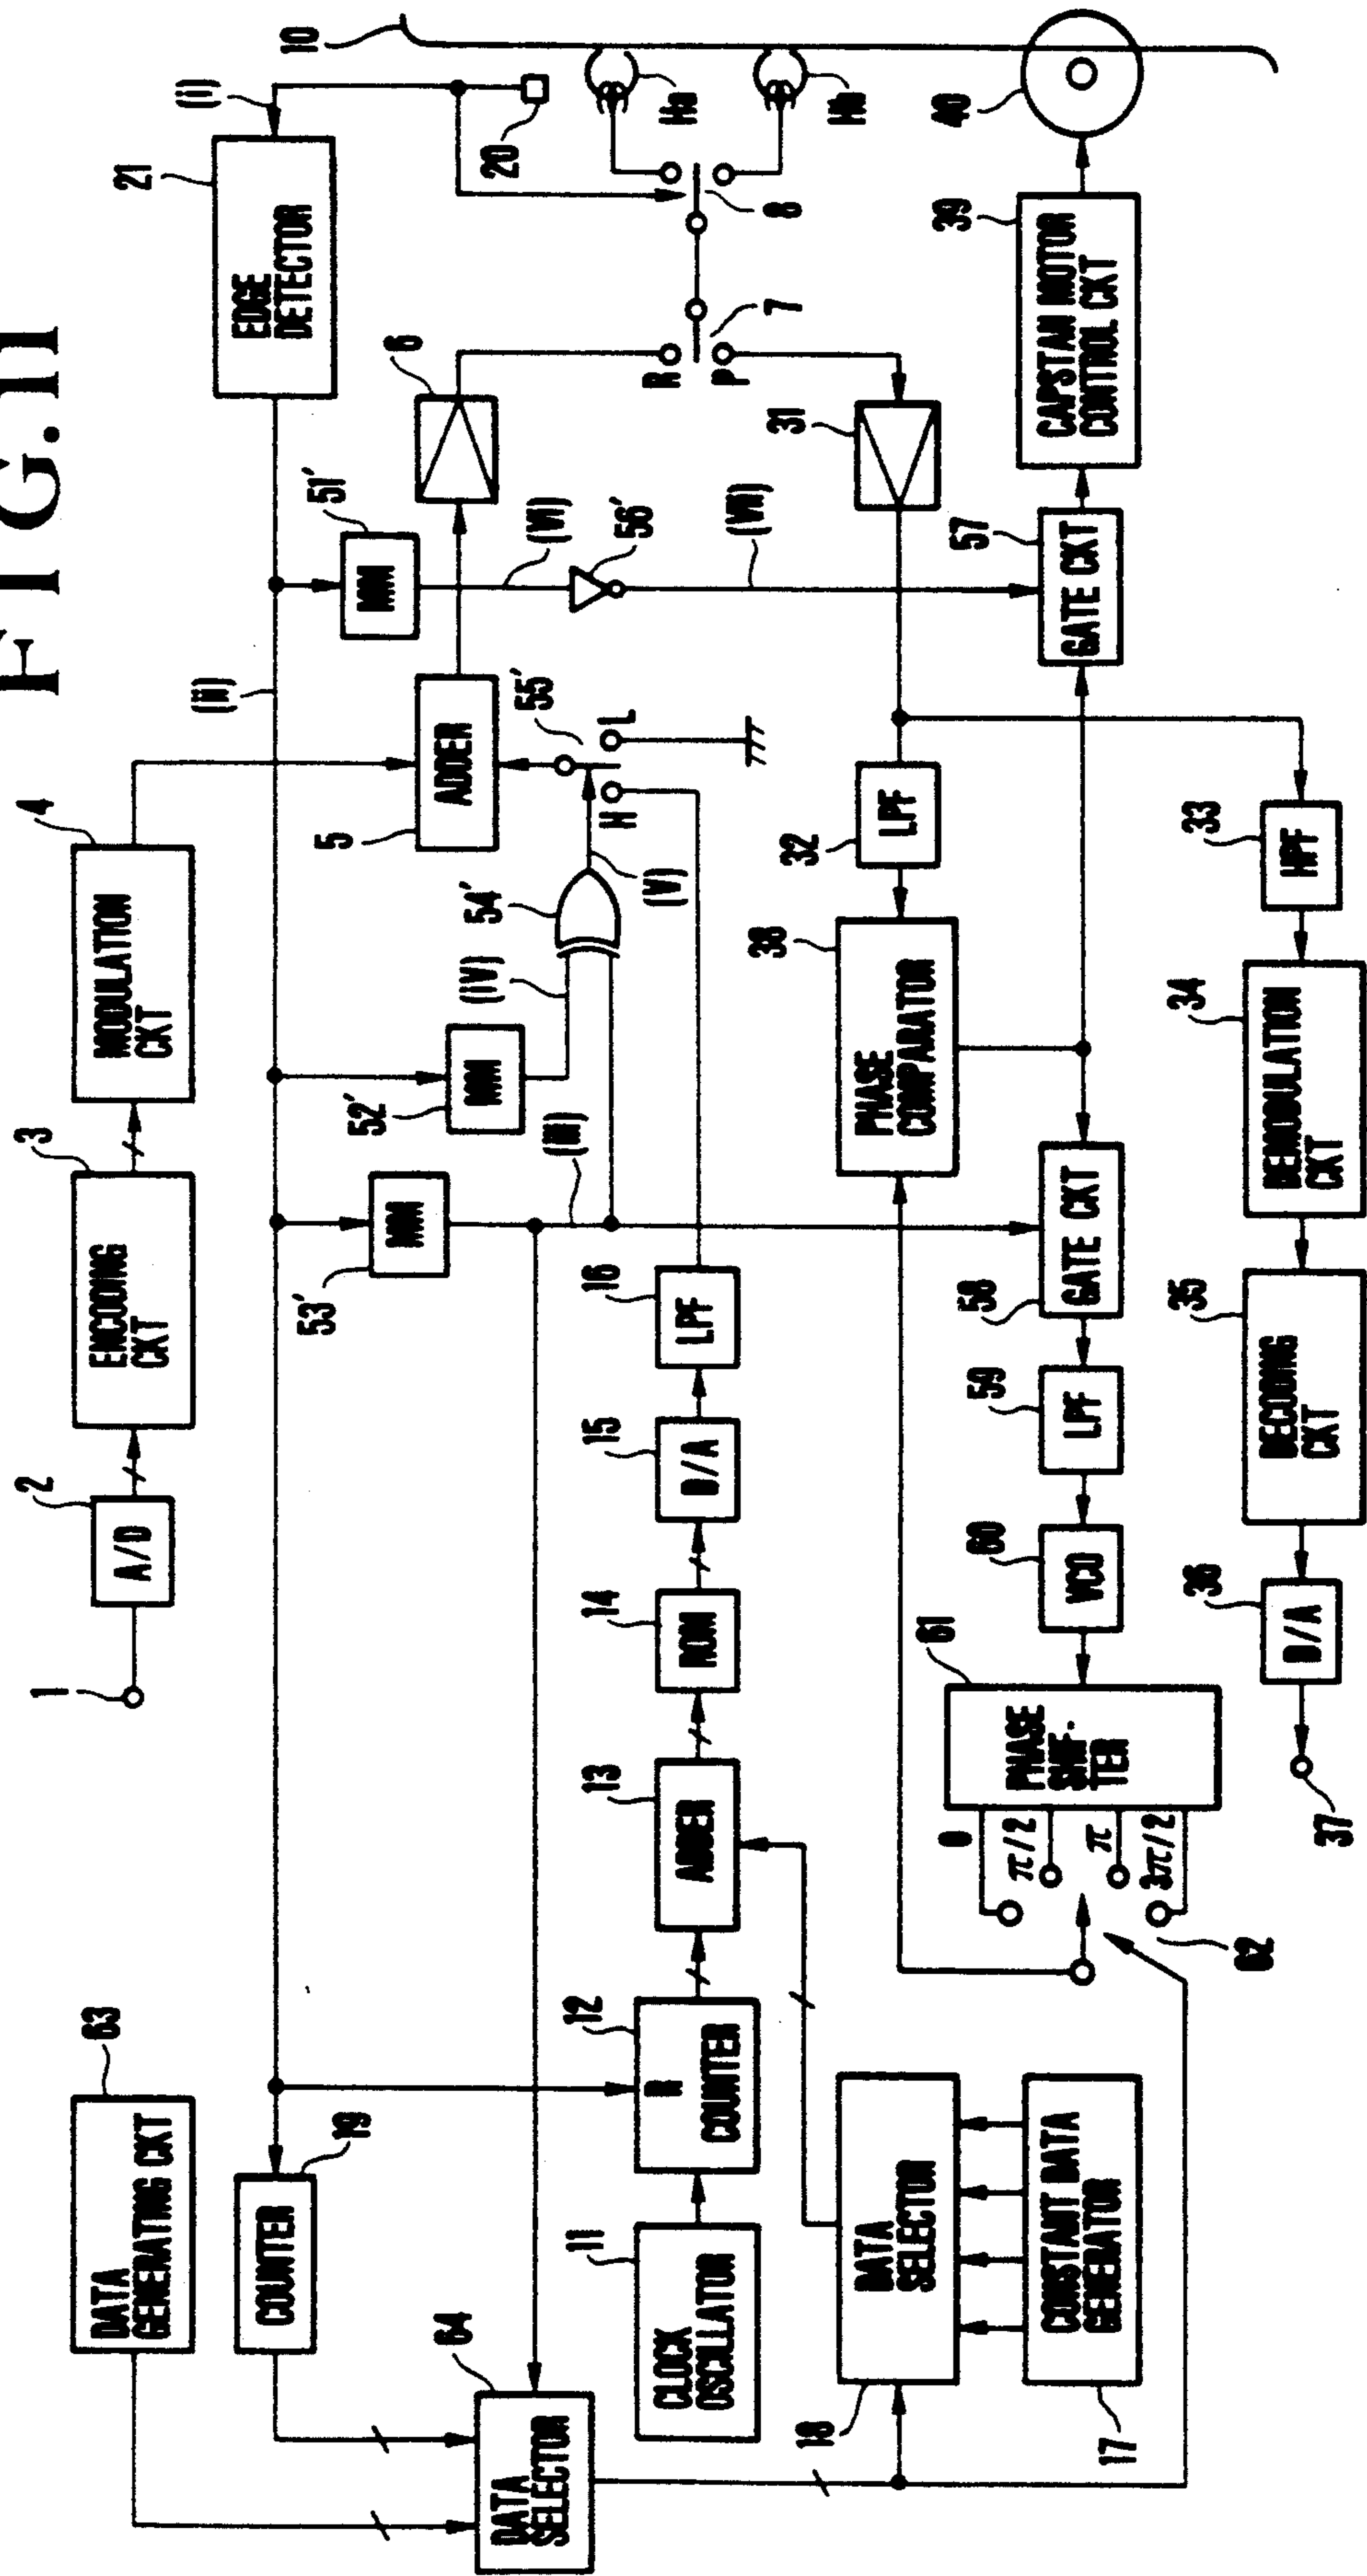 FIG.11
1
2
A/D
3
ENCODING
CKT
4
MODULATION
CKT
63
DATA
GENERATING CKT
19
COUNTER
(ii)
21
EDGE
DETECTOR
(i)
10
20
64
DATA
SELECTOR
53'
MM
(iii)
52'
MM
(iV)
54'
(V)
5
ADDER
55'
H
L
51'
MM
(Vi)
56'
(Vii)
6
R
P
7
8
Ha
Hb
11
CLOCK
OSCILLATOR
12
R
COUNTER
13
ADDER
14
ROM
15
D/A
16
LPF
18
DATA
SELECTOR
17
CONSTANT DATA
GENERATOR
38
PHASE
COMPARATOR
32
LPF
31
62
0
π/2
π
3π/2
61
PHASE
SHIF-
TER
60
VCO
59
LPF
58
GATE CKT
57
GATE CKT
39
CAPSTAN MOTOR
CONTROL CKT
40
37
36
D/A
35
DECODING
CKT
34
DEMODULATION
CKT
33
HPF